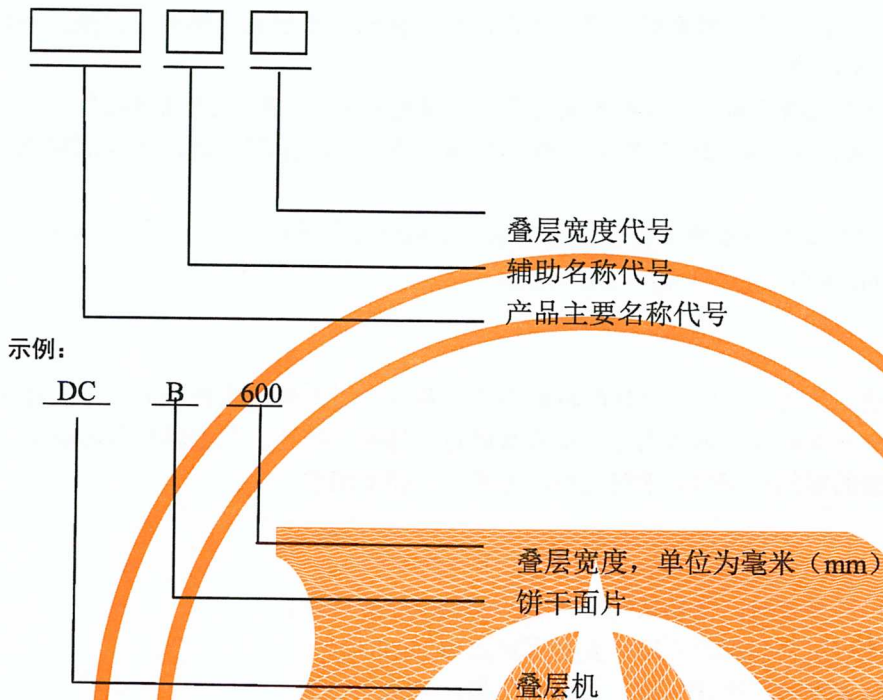 叠层宽度代号
辅助名称代号
产品主要名称代号
示例：
DC B 600
叠层宽度，单位为毫米（mm）
饼干面片
叠层机